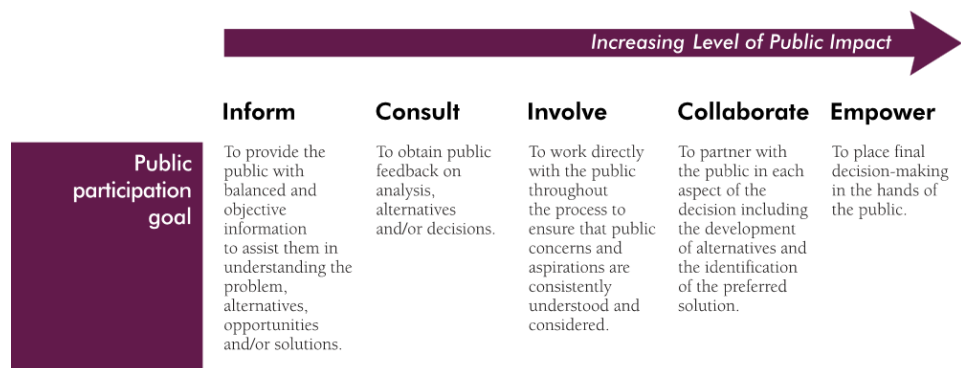 Increasing Level of Public Impact
Inform
Consult
Involve
Collaborate
Empower
Public
participation
goal
To provide the
public with
balanced and
objective
information
to assist them in
understanding the
problem,
alternatives,
opportunities
and/or solutions.
To obtain public
feedback on
analysis,
alternatives
and/or decisions.
To work directly
with the public
throughout
the process to
ensure that public
concerns and
aspirations are
consistently
understood and
considered.
To partner with
the public in each
aspect of the
decision including
the development
of alternatives and
the identification
of the preferred
solution.
To place final
decision-making
in the hands of
the public.